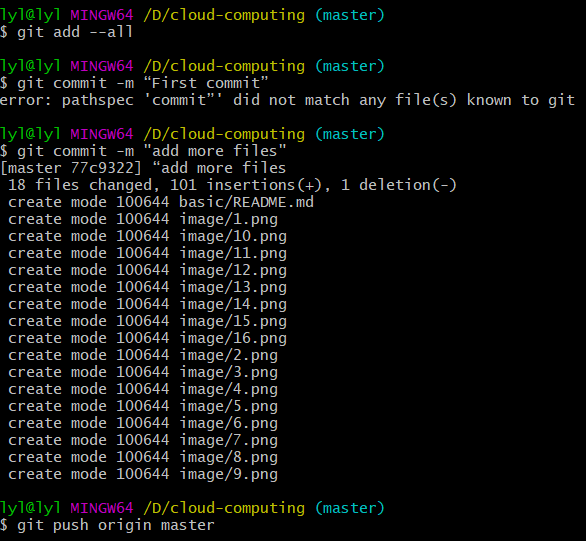 lyl@lyl MINGW64 /D/cloud-computing (master)
$ git add --all
lyl@lyl MINGW64 /D/cloud-computing (master)
$ git commit -m “First commit”
error: pathspec 'commit”' did not match any file(s) known to git
lyl@lyl MINGW64 /D/cloud-computing (master)
$ git commit -m "add more files"
[master 77c9322] “add more files
18 files changed, 101 insertions(+), 1 deletion(-)
create mode 100644 basic/README.md
create mode 100644 image/1.png
create mode 100644 image/10.png
create mode 100644 image/11.png
create mode 100644 image/12.png
create mode 100644 image/13.png
create mode 100644 image/14.png
create mode 100644 image/15.png
create mode 100644 image/16.png
create mode 100644 image/2.png
create mode 100644 image/3.png
create mode 100644 image/4.png
create mode 100644 image/5.png
create mode 100644 image/6.png
create mode 100644 image/7.png
create mode 100644 image/8.png
create mode 100644 image/9.png
lyl@lyl MINGW64 /D/cloud-computing (master)
$ git push origin master